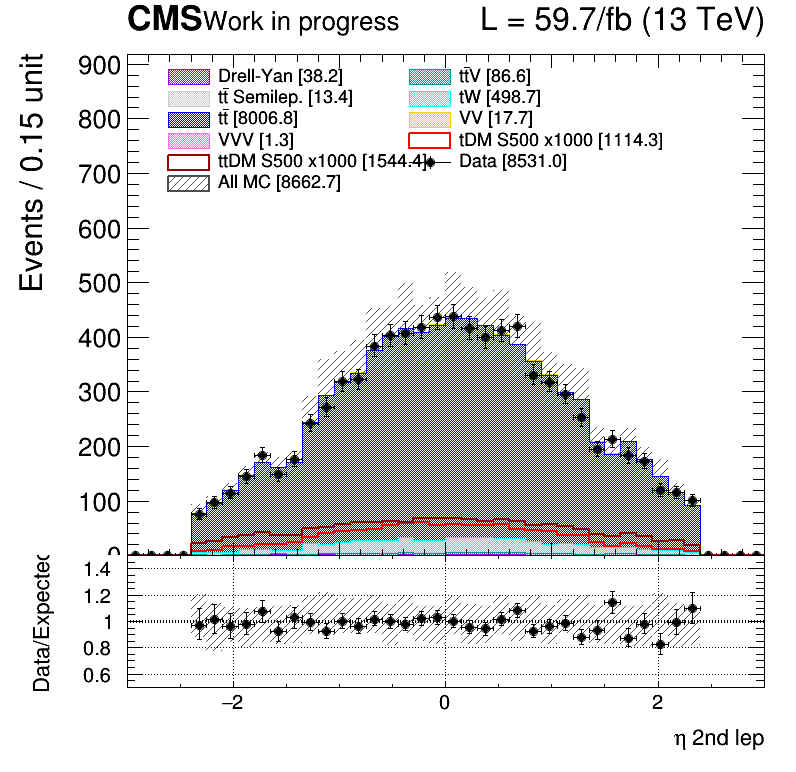 CMS Work in progress L = 59.7/fb (13 TeV)
Events / 0.15 unit
900
800
700
600
500
400
300
200
100
0
Drell-Yan [38.2] tt̄V [86.6]
tt̄ Semilep. [13.4] tW [498.7]
tt̄ [8006.8] VV [17.7]
VVV [1.3] tDM S500 x1000 [1114.3]
ttDM S500 x1000 [1544.4] Data [8531.0]
All MC [8662.7]
Data/Expected
1.4
1.2
1
0.8
0.6
−2 0 2
η 2nd lep